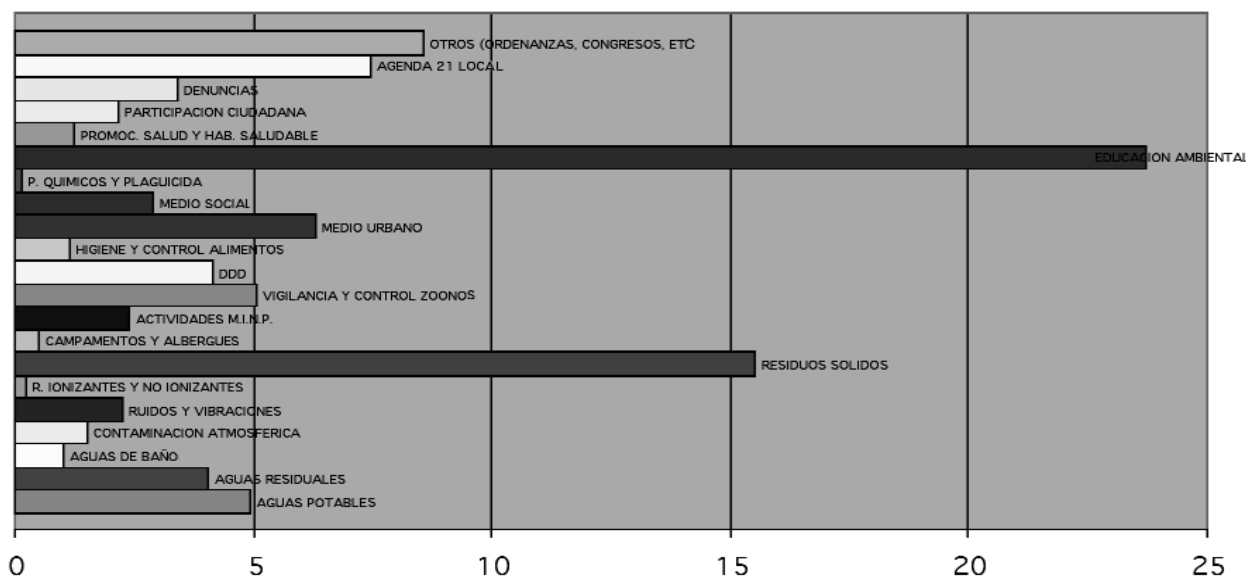 OTROS (ORDENANZAS, CONGRESOS, ETC
AGENDA 21 LOCAL
DENUNCIAS
PARTICIPACION CIUDADANA
PROMOC. SALUD Y HAB. SALUDABLE
EDUCACION AMBIENTAL
P. QUIMICOS Y PLAGUICIDA
MEDIO SOCIAL
MEDIO URBANO
HIGIENE Y CONTROL ALIMENTOS
DDD
VIGILANCIA Y CONTROL ZOONOS
ACTIVIDADES M.I.N.P.
CAMPAMENTOS Y ALBERGUES
RESIDUOS SOLIDOS
R. IONIZANTES Y NO IONIZANTES
RUIDOS Y VIBRACIONES
CONTAMINACION ATMOSFERICA
AGUAS DE BAÑO
AGUAS RESIDUALES
AGUAS POTABLES
0 5 10 15 20 25